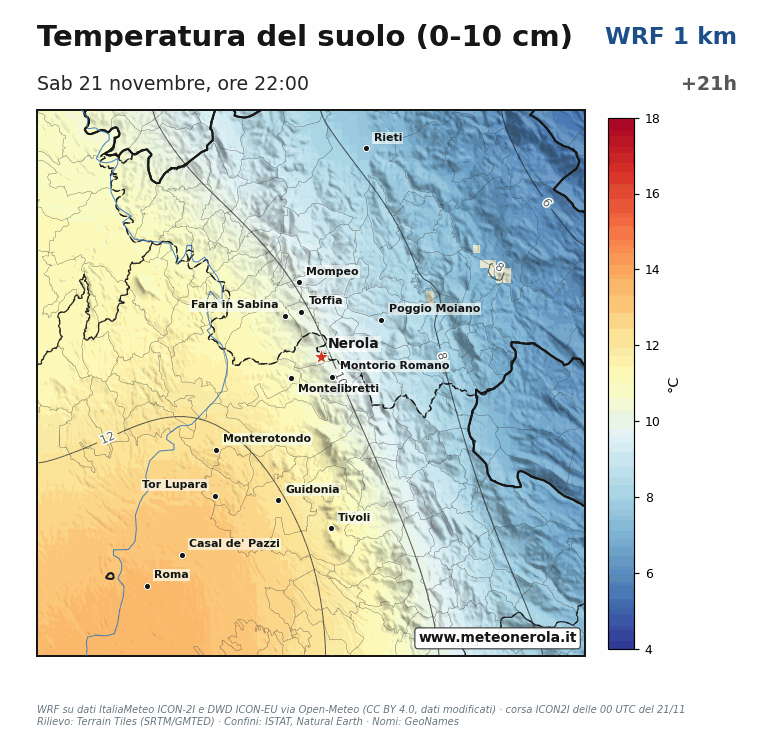 Temperatura del suolo (0-10 cm)
WRF 1 km
Sab 21 novembre, ore 22:00
+21h
Rieti
6
8
Mompeo
Toffia
Fara in Sabina
Poggio Moiano
Nerola
8
Montorio Romano
Montelibretti
12
Monterotondo
Tor Lupara
Guidonia
Tivoli
Casal de' Pazzi
Roma
www.meteonerola.it
18
16
14
12
10
8
6
4
°C
WRF su dati ItaliaMeteo ICON-2I e DWD ICON-EU via Open-Meteo (CC BY 4.0, dati modificati) · corsa ICON2I delle 00 UTC del 21/11
Rilievo: Terrain Tiles (SRTM/GMTED) · Confini: ISTAT, Natural Earth · Nomi: GeoNames